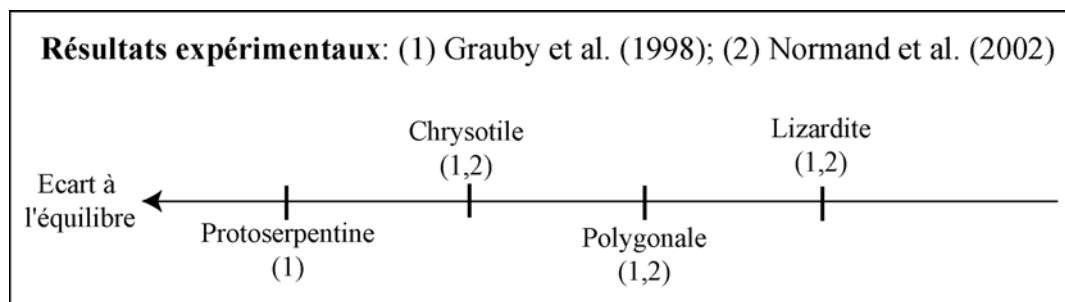 Résultats expérimentaux: (1) Grauby et al. (1998); (2) Normand et al. (2002)
Chrysotile
(1,2)
Lizardite
(1,2)
Ecart à
l'équilibre
Protoserpentine
(1)
Polygonale
(1,2)